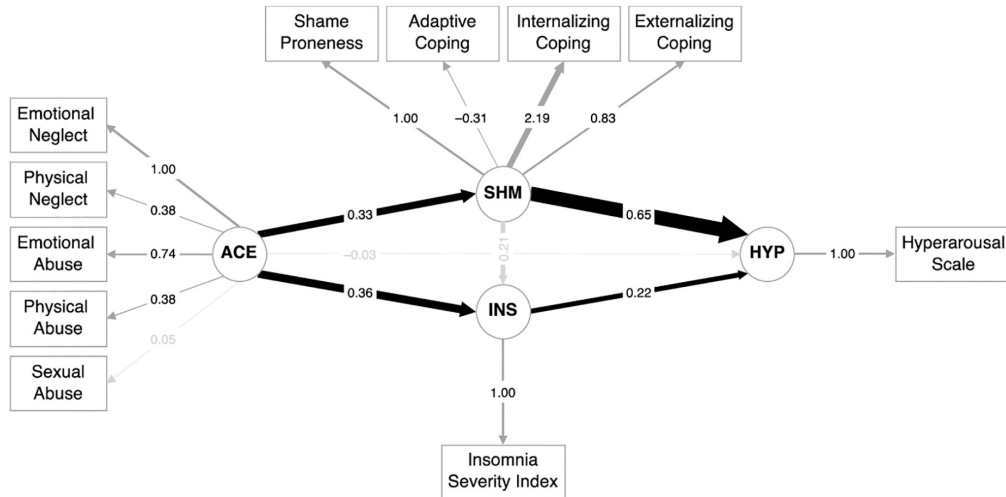 Shame
Proneness
Adaptive
Coping
Internalizing
Coping
Externalizing
Coping
Emotional
Neglect
Physical
Neglect
Emotional
Abuse
Physical
Abuse
Sexual
Abuse
1.00
0.38
0.74
0.38
0.05
ACE
1.00
−0.31
2.19
0.83
SHM
0.33
0.65
−0.03
0.21
0.36
0.22
INS
HYP
1.00
Hyperarousal
Scale
1.00
Insomnia
Severity Index